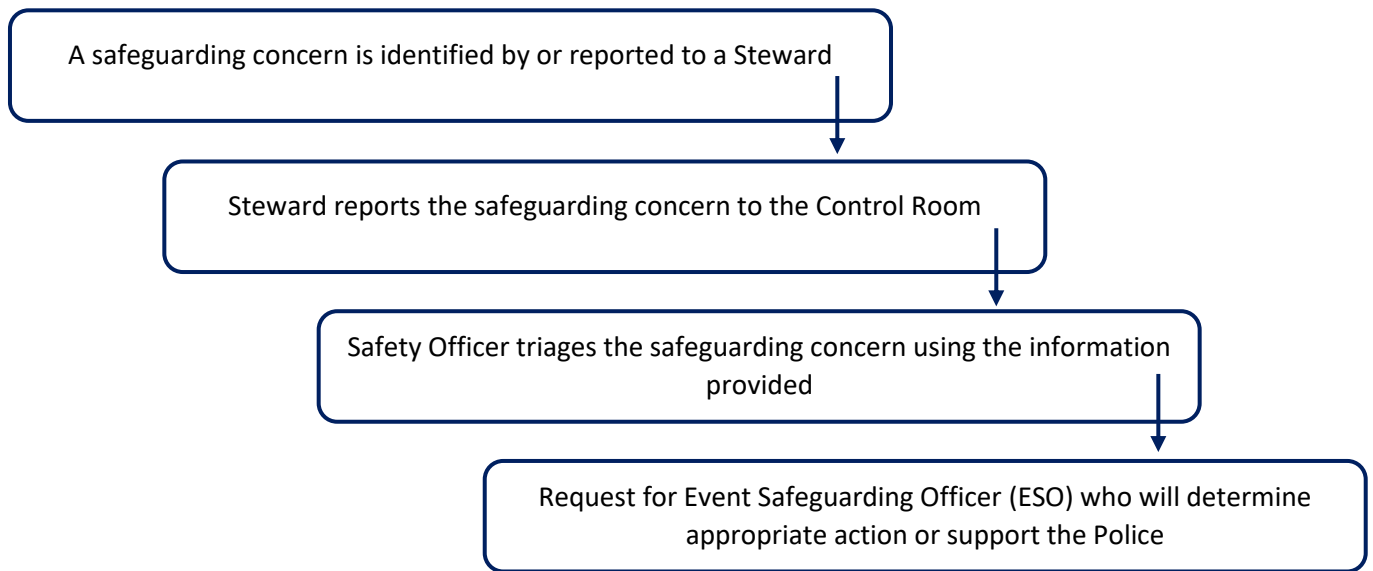 A safeguarding concern is identified by or reported to a Steward
Steward reports the safeguarding concern to the Control Room
Safety Officer triages the safeguarding concern using the information
provided
Request for Event Safeguarding Officer (ESO) who will determine
appropriate action or support the Police